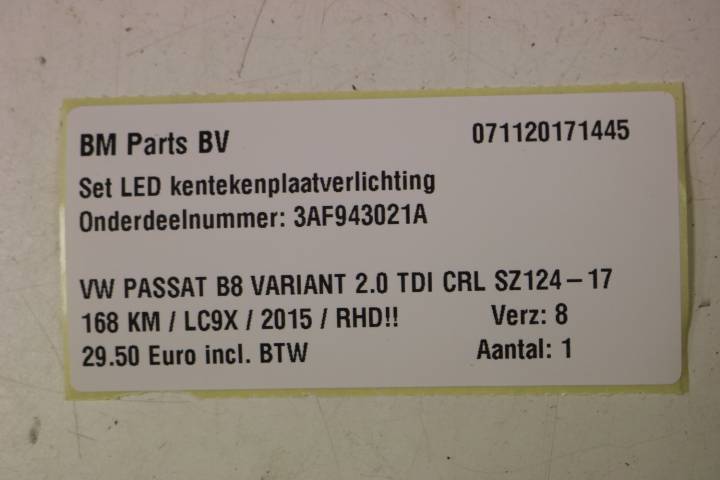 BM Parts BV 071120171445
Set LED kentekenplaatverlichting
Onderdeelnummer: 3AF943021A
VW PASSAT B8 VARIANT 2.0 TDI CRL SZ124-17
168 KM / LC9X / 2015 / RHD!! Verz: 8
29.50 Euro incl. BTW Aantal: 1